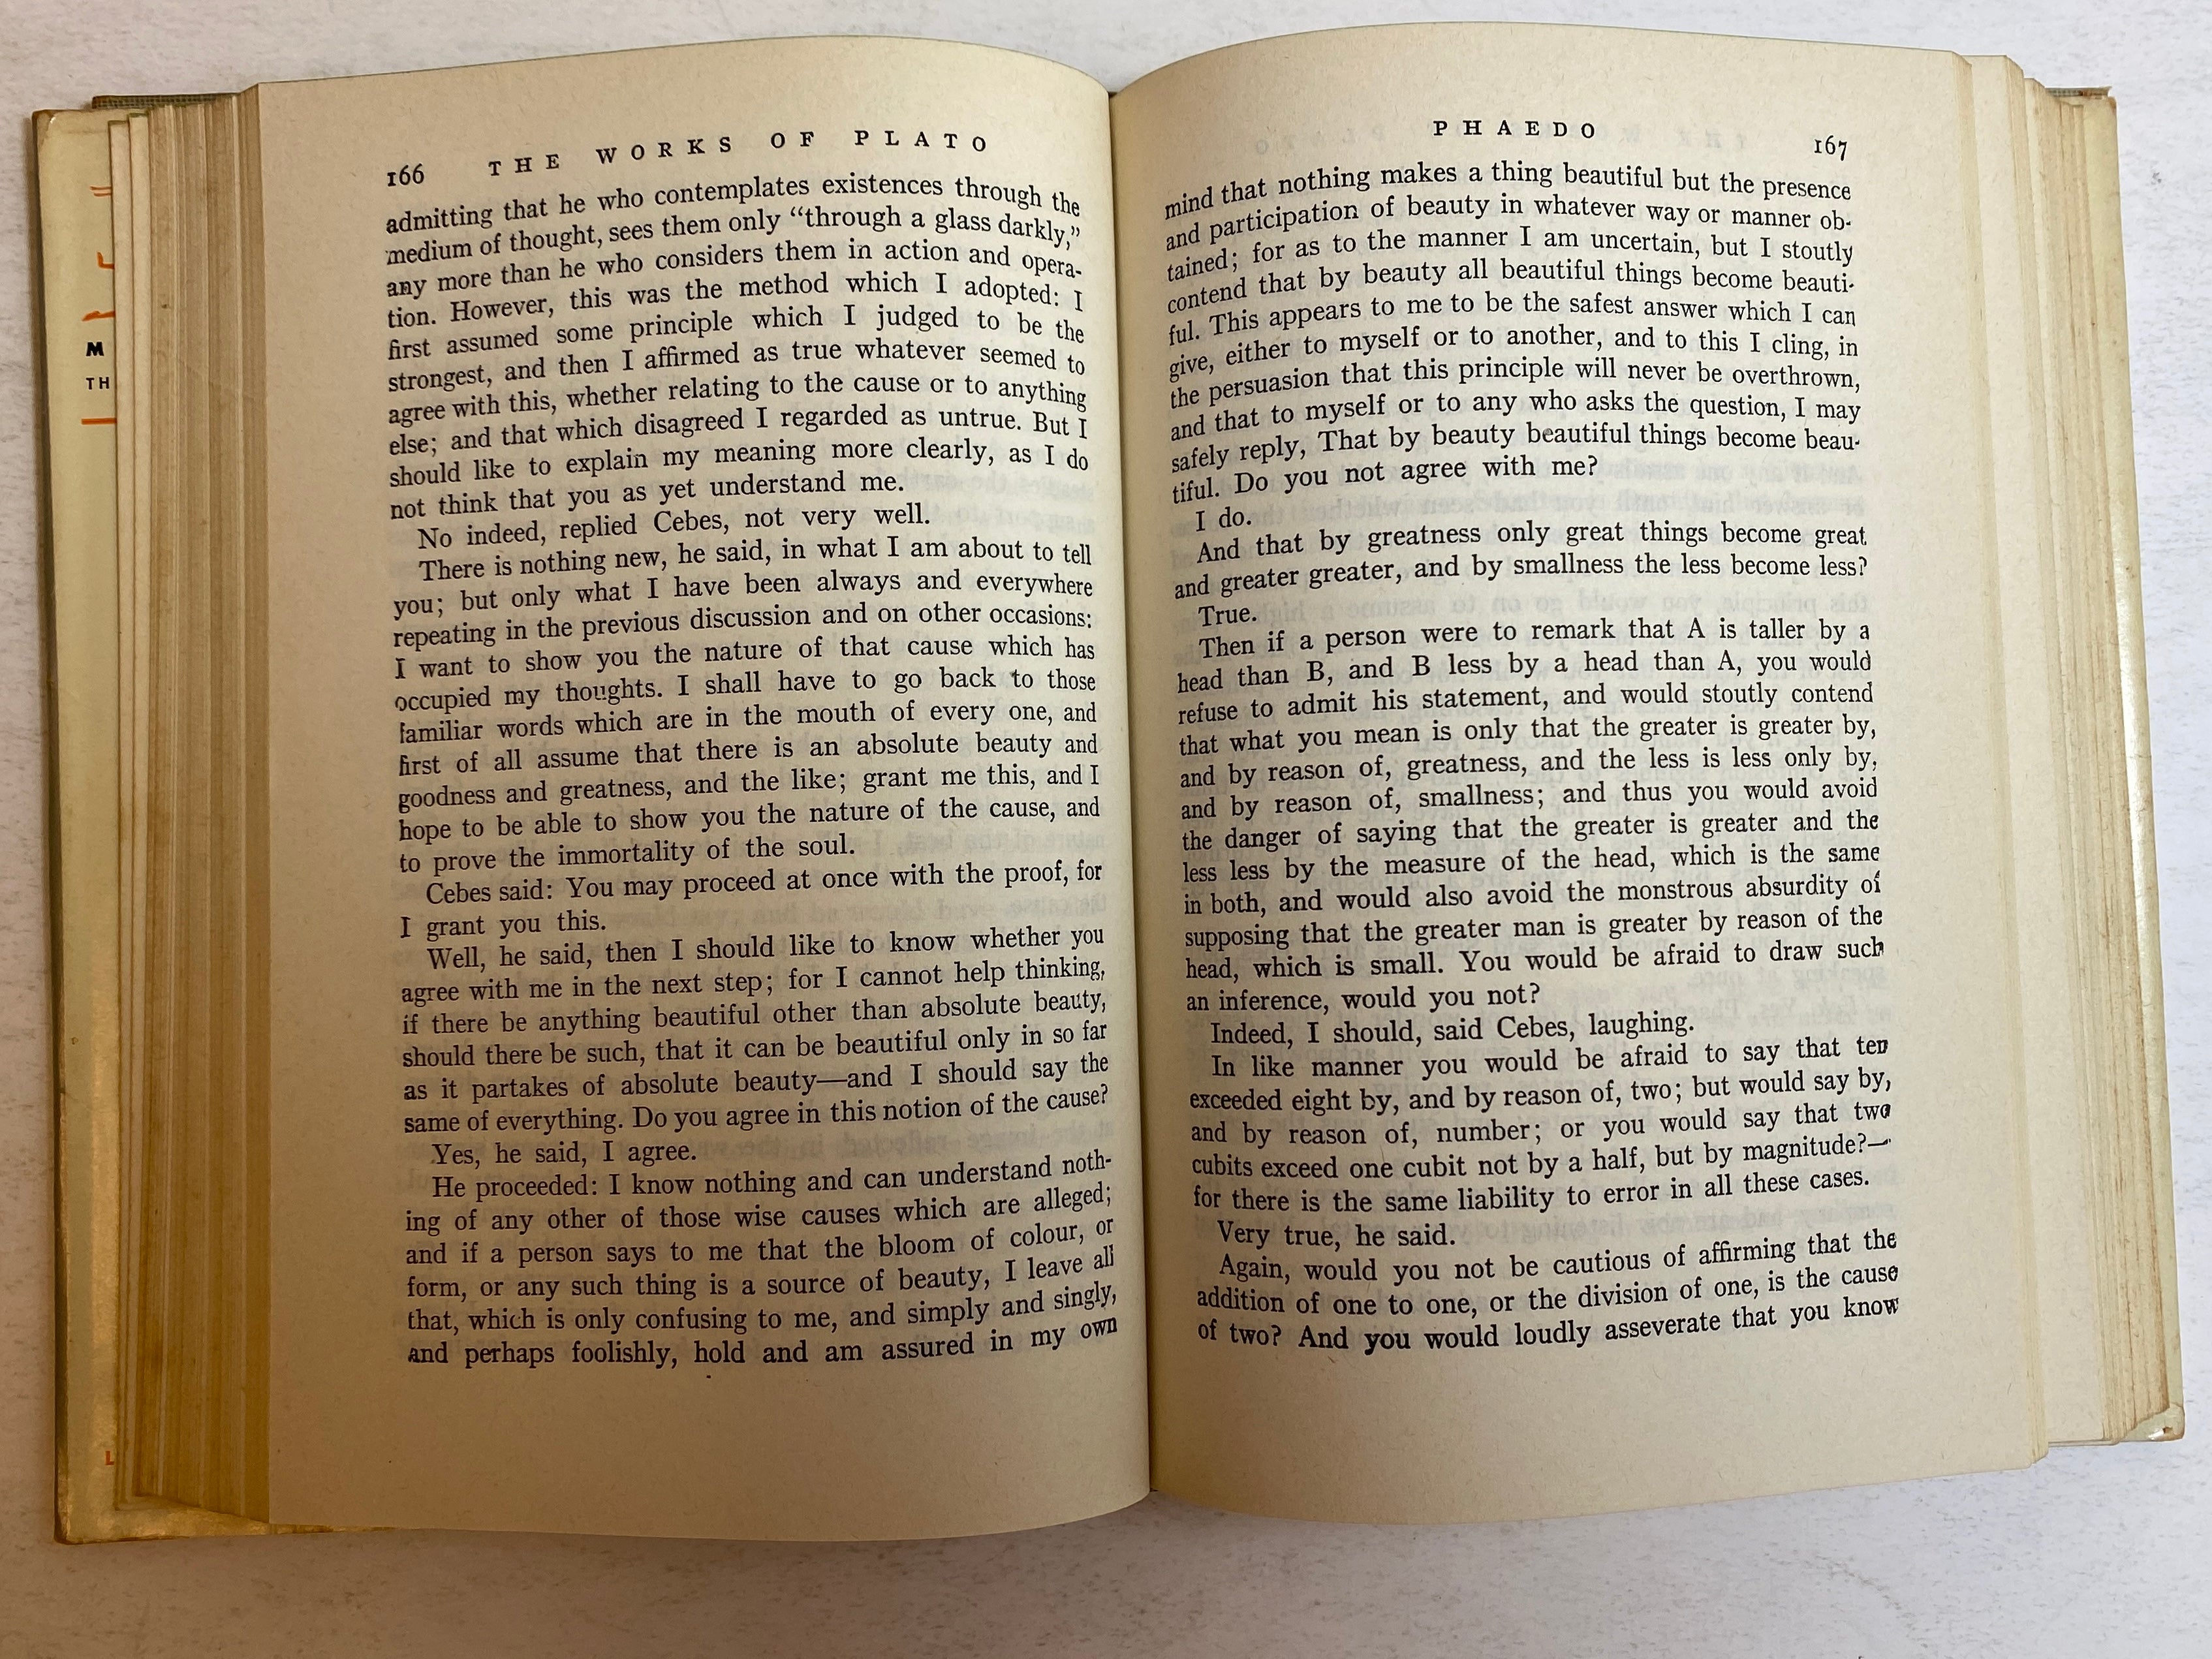 M
TH
L
166 THE WORKS OF PLATO
admitting that he who contemplates existences through the
medium of thought, sees them only “through a glass darkly,”
any more than he who considers them in action and opera-
tion. However, this was the method which I adopted: I
first assumed some principle which I judged to be the
strongest, and then I affirmed as true whatever seemed to
agree with this, whether relating to the cause or to anything
else; and that which disagreed I regarded as untrue. But I
should like to explain my meaning more clearly, as I do
not think that you as yet understand me.
No indeed, replied Cebes, not very well.
There is nothing new, he said, in what I am about to tell
you; but only what I have been always and everywhere
repeating in the previous discussion and on other occasions:
I want to show you the nature of that cause which has
occupied my thoughts. I shall have to go back to those
familiar words which are in the mouth of every one, and
first of all assume that there is an absolute beauty and
goodness and greatness, and the like; grant me this, and I
hope to be able to show you the nature of the cause, and
to prove the immortality of the soul.
Cebes said: You may proceed at once with the proof, for
I grant you this.
Well, he said, then I should like to know whether you
agree with me in the next step; for I cannot help thinking,
if there be anything beautiful other than absolute beauty,
should there be such, that it can be beautiful only in so far
as it partakes of absolute beauty—and I should say the
same of everything. Do you agree in this notion of the cause?
Yes, he said, I agree.
He proceeded: I know nothing and can understand noth-
ing of any other of those wise causes which are alleged;
and if a person says to me that the bloom of colour, or
form, or any such thing is a source of beauty, I leave all
that, which is only confusing to me, and simply and singly,
and perhaps foolishly, hold and am assured in my own
PHAEDO 167
mind that nothing makes a thing beautiful but the presence
and participation of beauty in whatever way or manner ob-
tained; for as to the manner I am uncertain, but I stoutly
contend that by beauty all beautiful things become beauti-
ful. This appears to me to be the safest answer which I can
give, either to myself or to another, and to this I cling, in
the persuasion that this principle will never be overthrown,
and that to myself or to any who asks the question, I may
safely reply, That by beauty beautiful things become beau-
tiful. Do you not agree with me?
I do.
And that by greatness only great things become great
and greater greater, and by smallness the less become less?
True.
Then if a person were to remark that A is taller by a
head than B, and B less by a head than A, you would
refuse to admit his statement, and would stoutly contend
that what you mean is only that the greater is greater by,
and by reason of, greatness, and the less is less only by,
and by reason of, smallness; and thus you would avoid
the danger of saying that the greater is greater and the
less less by the measure of the head, which is the same
in both, and would also avoid the monstrous absurdity of
supposing that the greater man is greater by reason of the
head, which is small. You would be afraid to draw such
an inference, would you not?
Indeed, I should, said Cebes, laughing.
In like manner you would be afraid to say that ten
exceeded eight by, and by reason of, two; but would say by,
and by reason of, number; or you would say that two
cubits exceed one cubit not by a half, but by magnitude?—
for there is the same liability to error in all these cases.
Very true, he said.
Again, would you not be cautious of affirming that the
addition of one to one, or the division of one, is the cause
of two? And you would loudly asseverate that you know